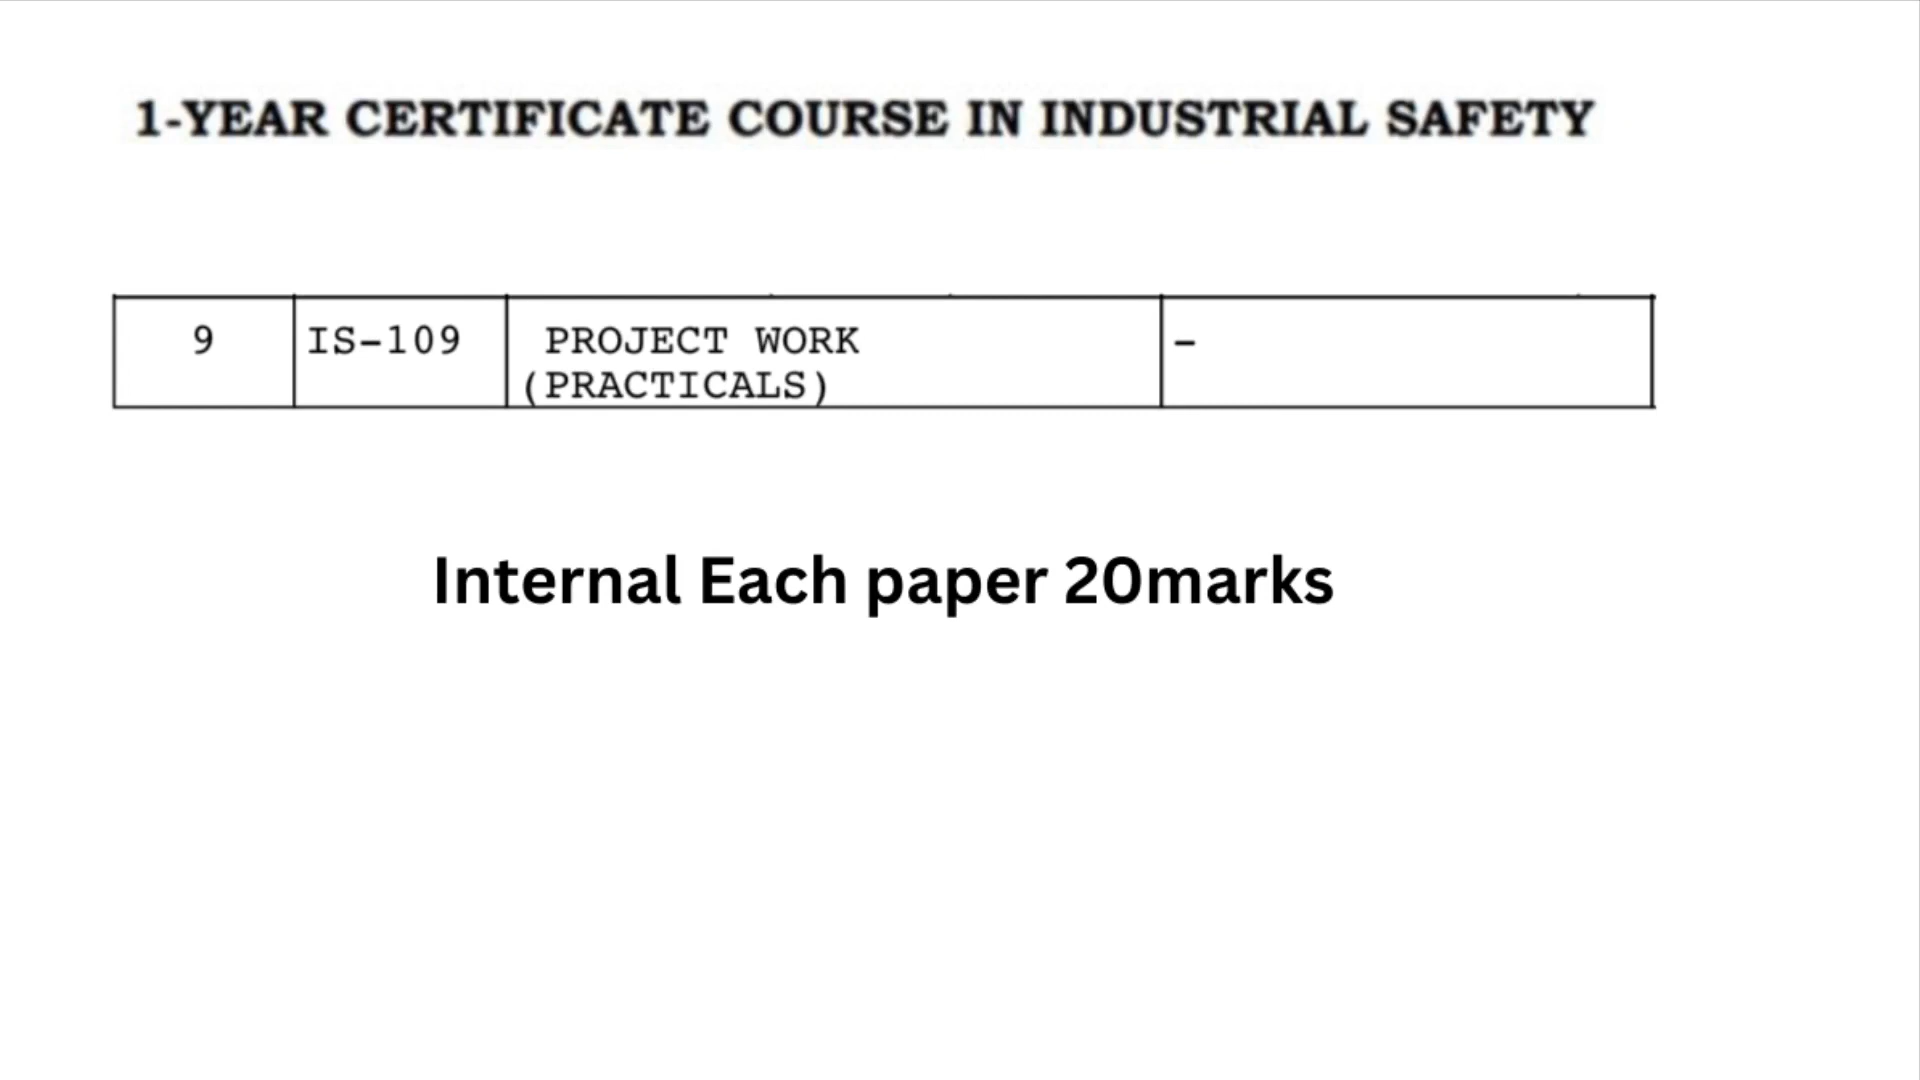 1-YEAR CERTIFICATE COURSE IN INDUSTRIAL SAFETY
9 IS-109 PROJECT WORK -
(PRACTICALS)
Internal Each paper 20marks